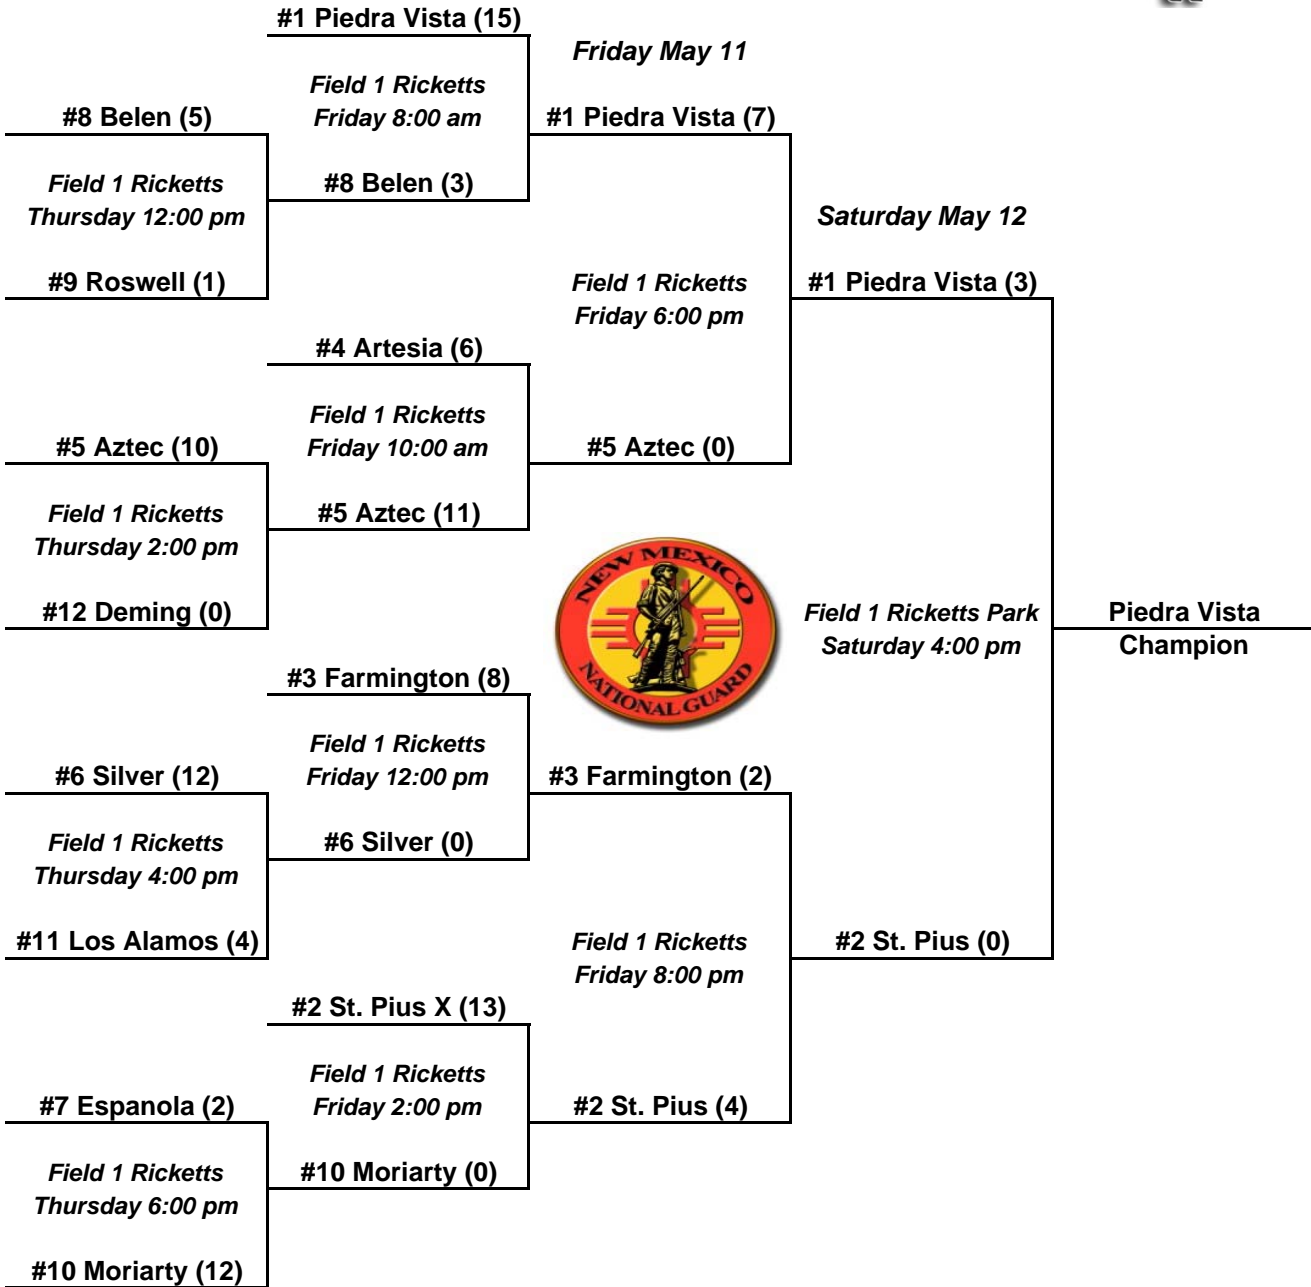 #1 Piedra Vista (15)
Friday May 11
Field 1 Ricketts
Friday 8:00 am
#8 Belen (5)
#1 Piedra Vista (7)
Field 1 Ricketts
Thursday 12:00 pm
#8 Belen (3)
Saturday May 12
#9 Roswell (1)
Field 1 Ricketts
Friday 6:00 pm
#1 Piedra Vista (3)
#4 Artesia (6)
Field 1 Ricketts
Friday 10:00 am
#5 Aztec (10)
#5 Aztec (0)
Field 1 Ricketts
Thursday 2:00 pm
#5 Aztec (11)
#12 Deming (0)
NEW MEXICO
NATIONAL GUARD
Field 1 Ricketts Park
Saturday 4:00 pm
Piedra Vista
Champion
#3 Farmington (8)
Field 1 Ricketts
Friday 12:00 pm
#6 Silver (12)
#3 Farmington (2)
Field 1 Ricketts
Thursday 4:00 pm
#6 Silver (0)
#11 Los Alamos (4)
Field 1 Ricketts
Friday 8:00 pm
#2 St. Pius (0)
#2 St. Pius X (13)
Field 1 Ricketts
Friday 2:00 pm
#7 Espanola (2)
#2 St. Pius (4)
Field 1 Ricketts
Thursday 6:00 pm
#10 Moriarty (0)
#10 Moriarty (12)